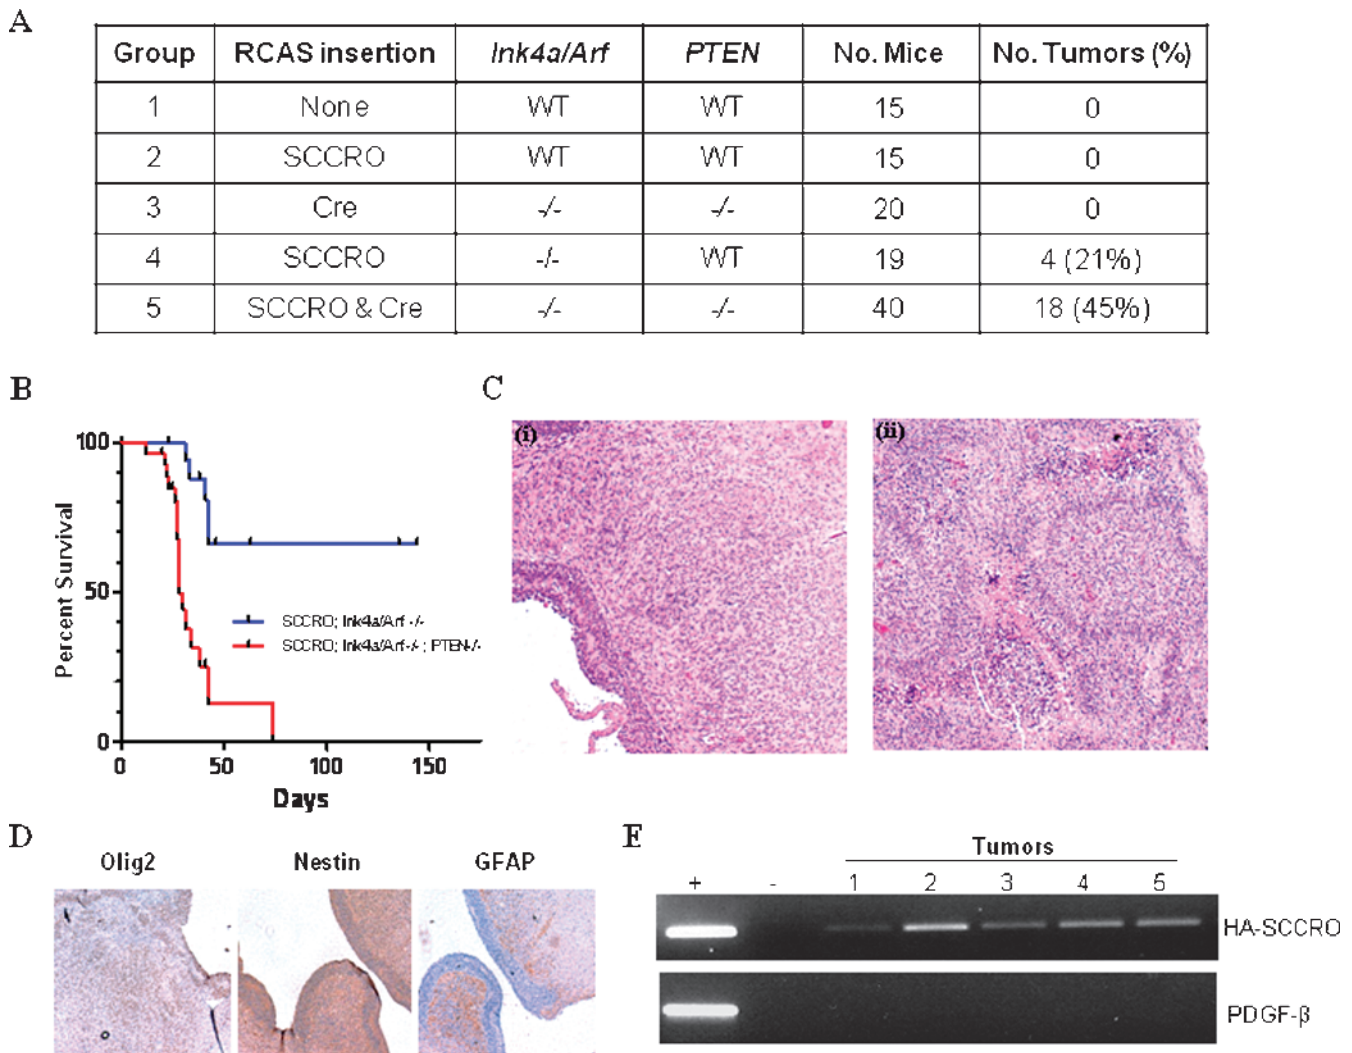 A
Group RCAS insertion Ink4a/Arf PTEN No. Mice No. Tumors (%)
1 None WT WT 15 0
2 SCCRO WT WT 15 0
3 Cre -/- -/- 20 0
4 SCCRO -/- WT 19 4 (21%)
5 SCCRO & Cre -/- -/- 40 18 (45%)
B
Percent Survival
100
50
0
0 50 100 150
Days
SCCRO; Ink4a/Arf -/-
SCCRO; Ink4a/Arf-/-; PTEN-/-
C
(i)
(ii)
D
Olig2 Nestin GFAP
E
Tumors
+ - 1 2 3 4 5
HA-SCCRO
PDGF-β